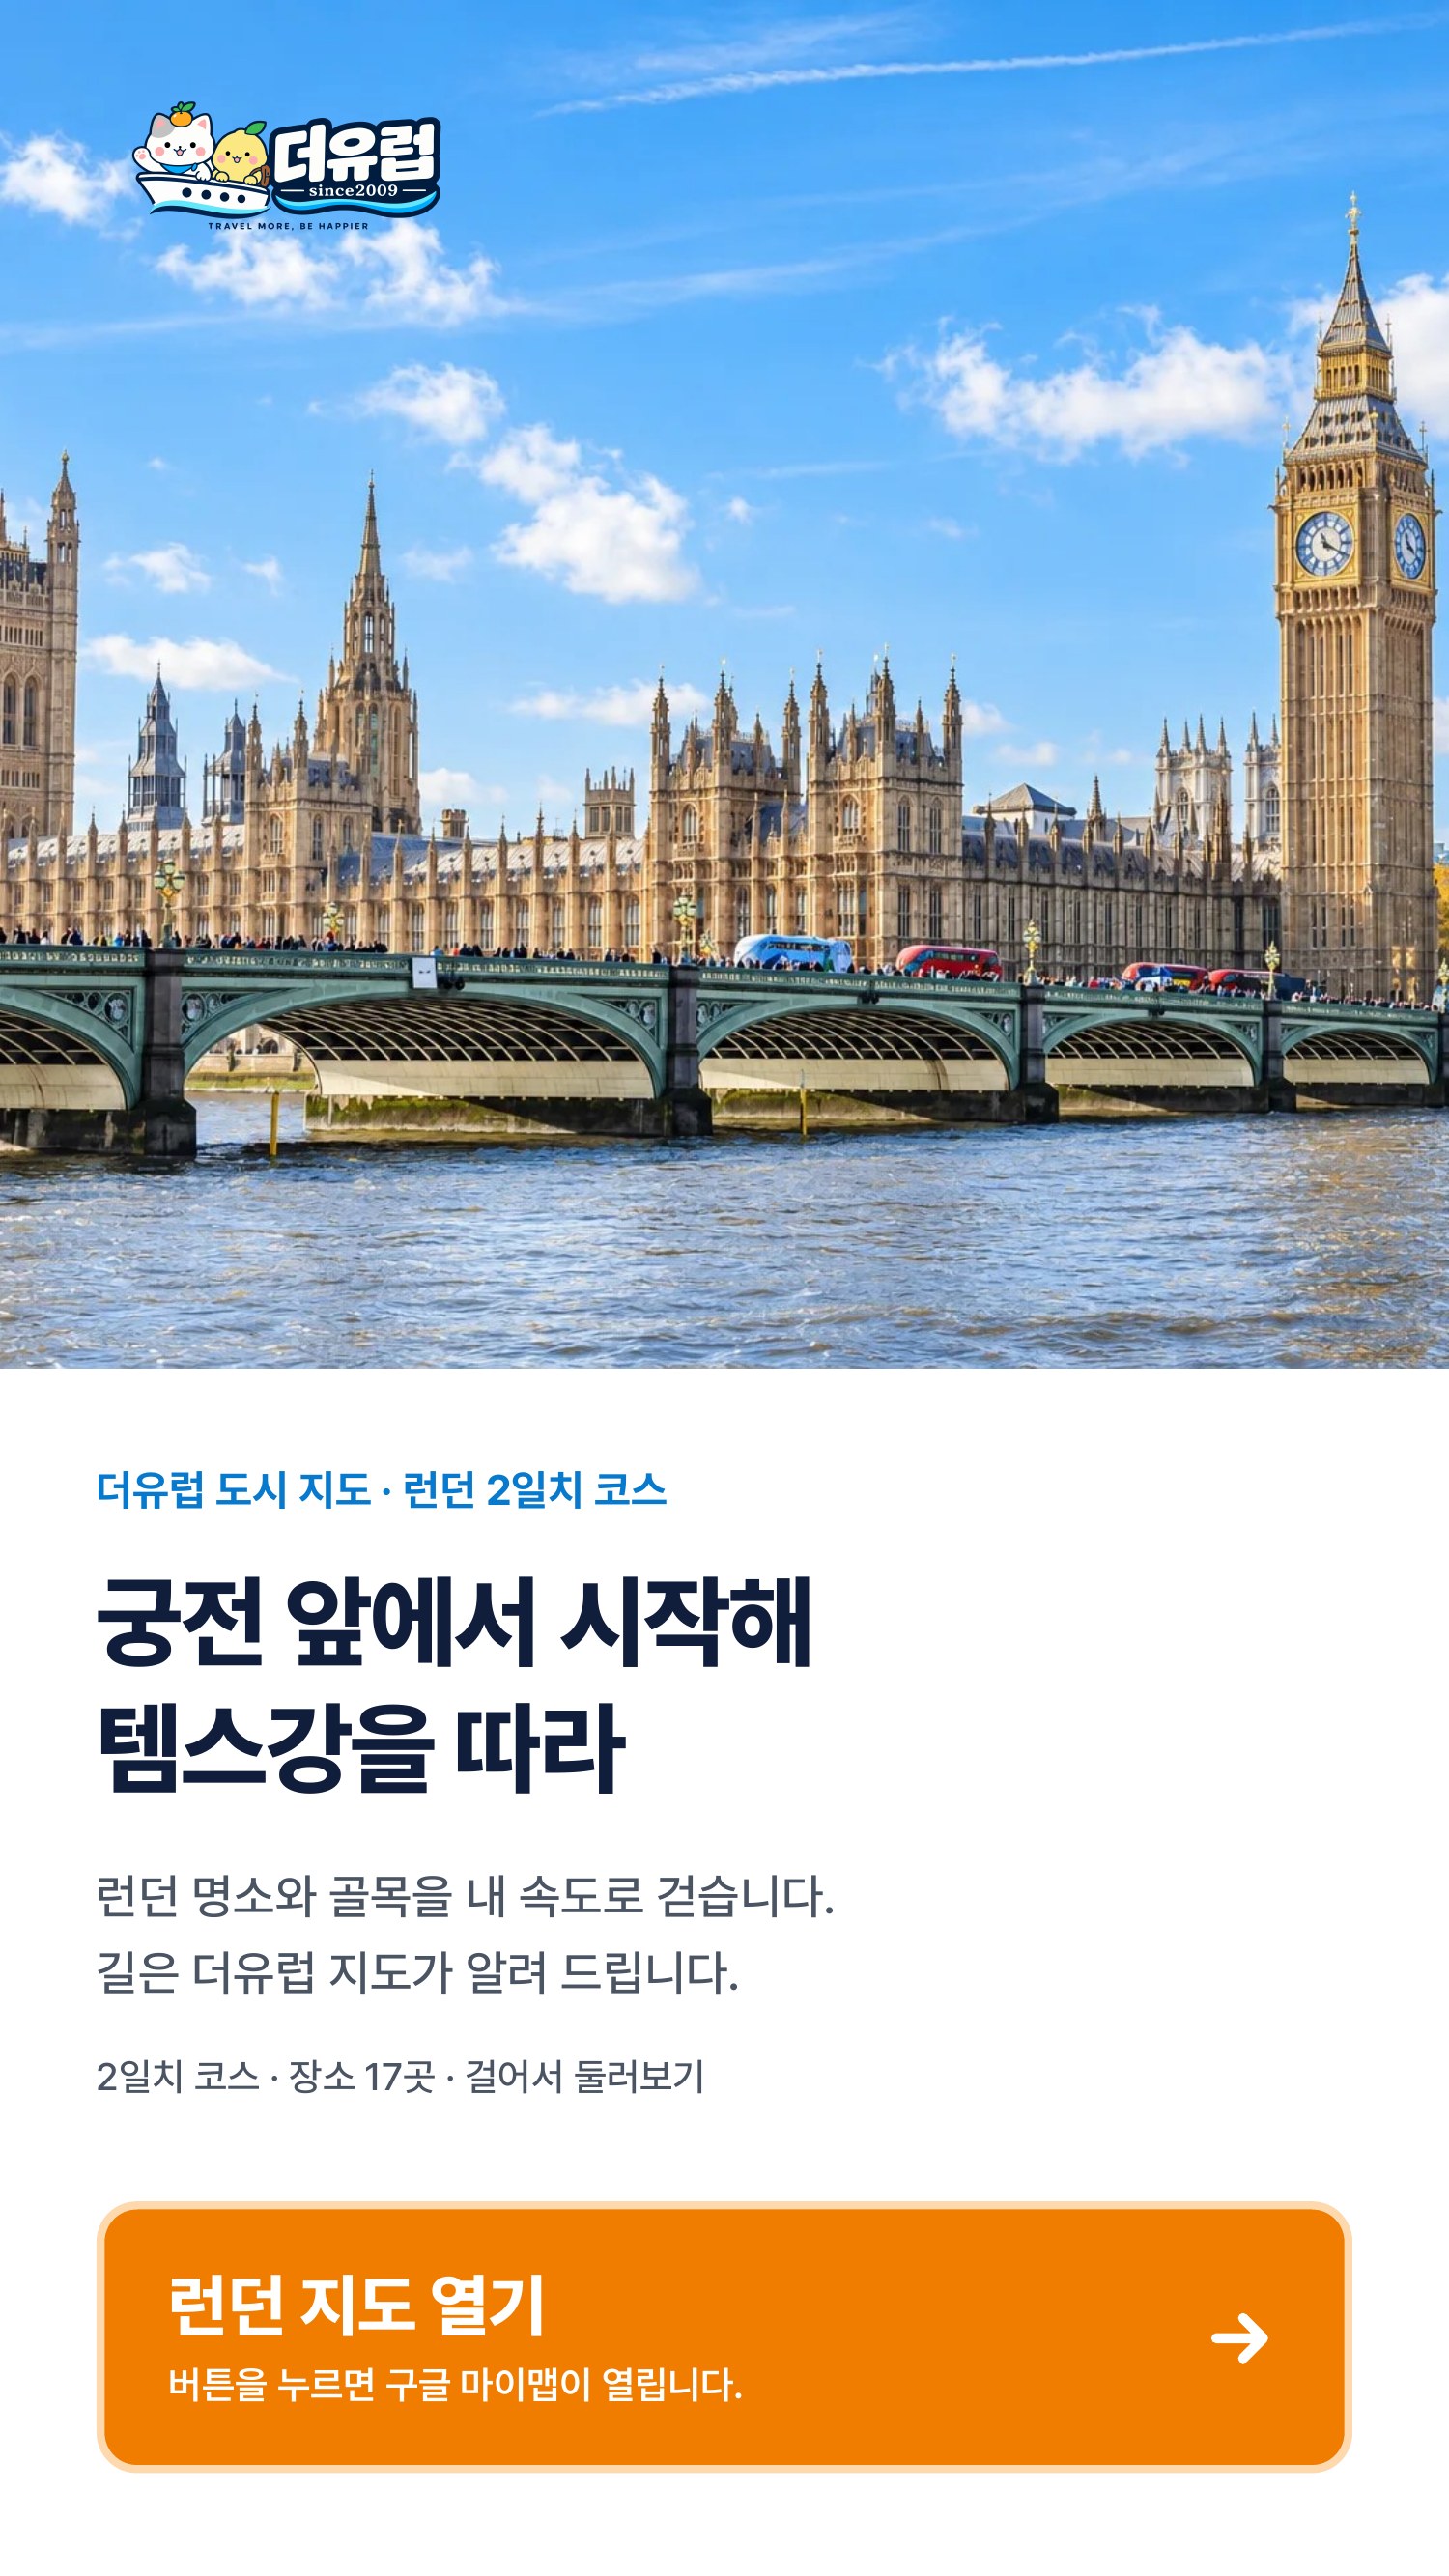 더유럽
since2009
TRAVEL MORE, BE HAPPIER
더유럽 도시 지도 · 런던 2일치 코스
궁전 앞에서 시작해
템스강을 따라
런던 명소와 골목을 내 속도로 걷습니다.
길은 더유럽 지도가 알려 드립니다.
2일치 코스 · 장소 17곳 · 걸어서 둘러보기
런던 지도 열기
버튼을 누르면 구글 마이맵이 열립니다.